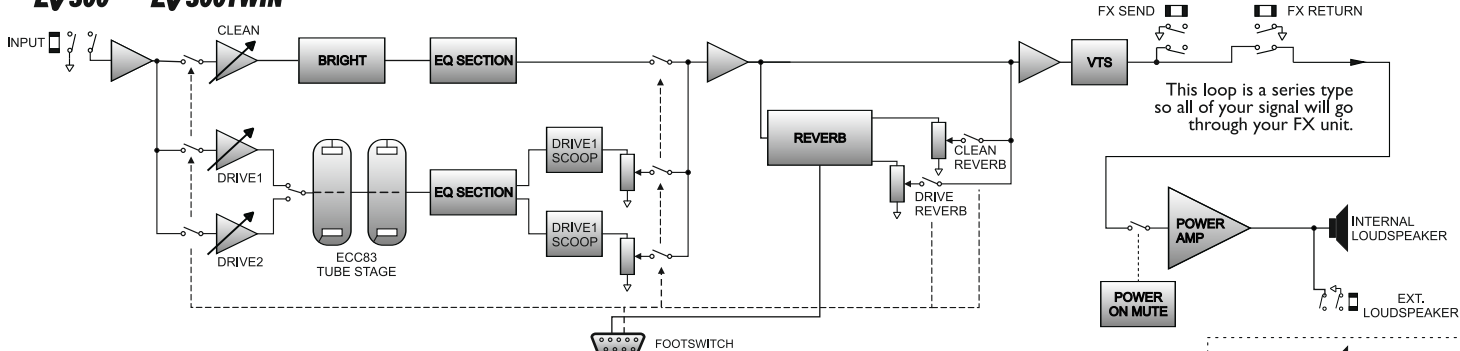 INPUT
CLEAN
BRIGHT
EQ SECTION
DRIVE1
DRIVE2
ECC83
TUBE STAGE
EQ SECTION
DRIVE1
SCOOP
DRIVE1
SCOOP
REVERB
CLEAN
REVERB
DRIVE
REVERB
FOOTSWITCH
VTS
FX SEND
FX RETURN
This loop is a series type
so all of your signal will go
through your FX unit.
POWER
AMP
POWER
ON MUTE
INTERNAL
LOUDSPEAKER
EXT.
LOUDSPEAKER